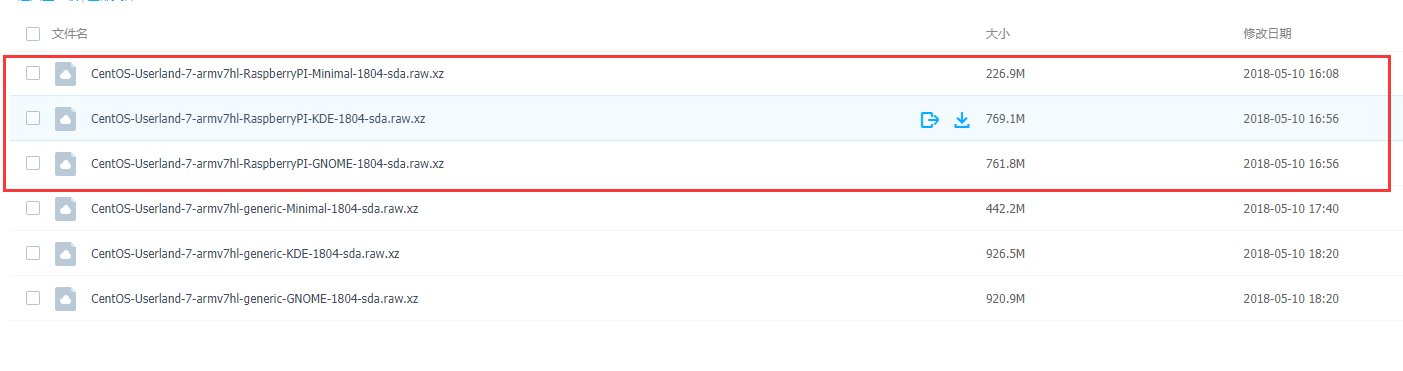 文件名 大小 修改日期
CentOS-Userland-7-armv7hl-RaspberryPI-Minimal-1804-sda.raw.xz 226.9M 2018-05-10 16:08
CentOS-Userland-7-armv7hl-RaspberryPI-KDE-1804-sda.raw.xz 769.1M 2018-05-10 16:56
CentOS-Userland-7-armv7hl-RaspberryPI-GNOME-1804-sda.raw.xz 761.8M 2018-05-10 16:56
CentOS-Userland-7-armv7hl-generic-Minimal-1804-sda.raw.xz 442.2M 2018-05-10 17:40
CentOS-Userland-7-armv7hl-generic-KDE-1804-sda.raw.xz 926.5M 2018-05-10 18:20
CentOS-Userland-7-armv7hl-generic-GNOME-1804-sda.raw.xz 920.9M 2018-05-10 18:20